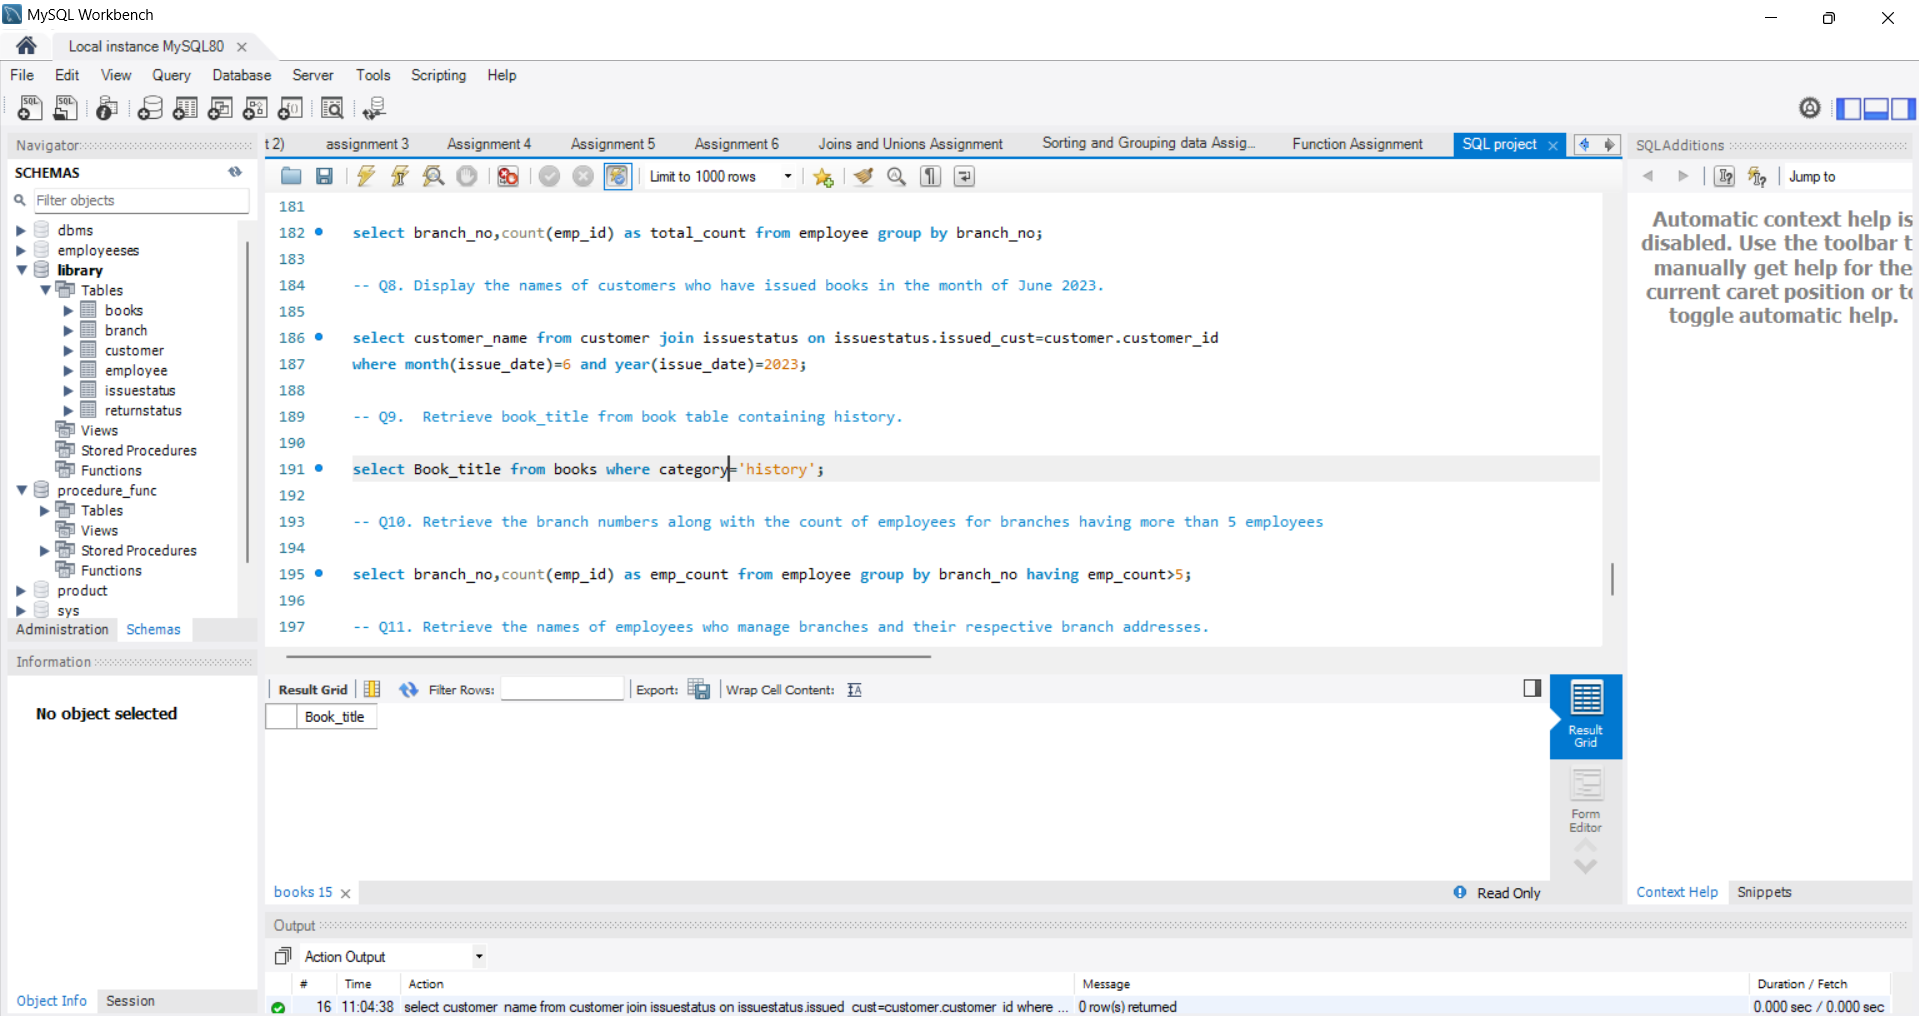 MySQL Workbench
Local instance MySQL80
File Edit View Query Database Server Tools Scripting Help
Navigator
SCHEMAS
Filter objects
dbms
employeeses
library
Tables
books
branch
customer
employee
issuestatus
returnstatus
Views
Stored Procedures
Functions
procedure_func
Tables
Views
Stored Procedures
Functions
product
sys
Administration Schemas
Information
No object selected
Object Info Session
t 2) assignment 3 Assignment 4 Assignment 5 Assignment 6 Joins and Unions Assignment Sorting and Grouping data Assig... Function Assignment SQL project
Limit to 1000 rows
181
182 select branch_no,count(emp_id) as total_count from employee group by branch_no;
183
184 -- Q8. Display the names of customers who have issued books in the month of June 2023.
185
186 select customer_name from customer join issuestatus on issuestatus.issued_cust=customer.customer_id
187 where month(issue_date)=6 and year(issue_date)=2023;
188
189 -- Q9.  Retrieve book_title from book table containing history.
190
191 select Book_title from books where category='history';
192
193 -- Q10. Retrieve the branch numbers along with the count of employees for branches having more than 5 employees
194
195 select branch_no,count(emp_id) as emp_count from employee group by branch_no having emp_count>5;
196
197 -- Q11. Retrieve the names of employees who manage branches and their respective branch addresses.
Result Grid Filter Rows: Export: Wrap Cell Content:
Book_title
Result
Grid
Form
Editor
books 15 Read Only
SQLAdditions
Jump to
Automatic context help is
disabled. Use the toolbar t
manually get help for the
current caret position or to
toggle automatic help.
Context Help Snippets
Output
Action Output
# Time Action Message Duration / Fetch
16 11:04:38 select customer_name from customer join issuestatus on issuestatus.issued_cust=customer.customer_id where ... 0 row(s) returned 0.000 sec / 0.000 sec